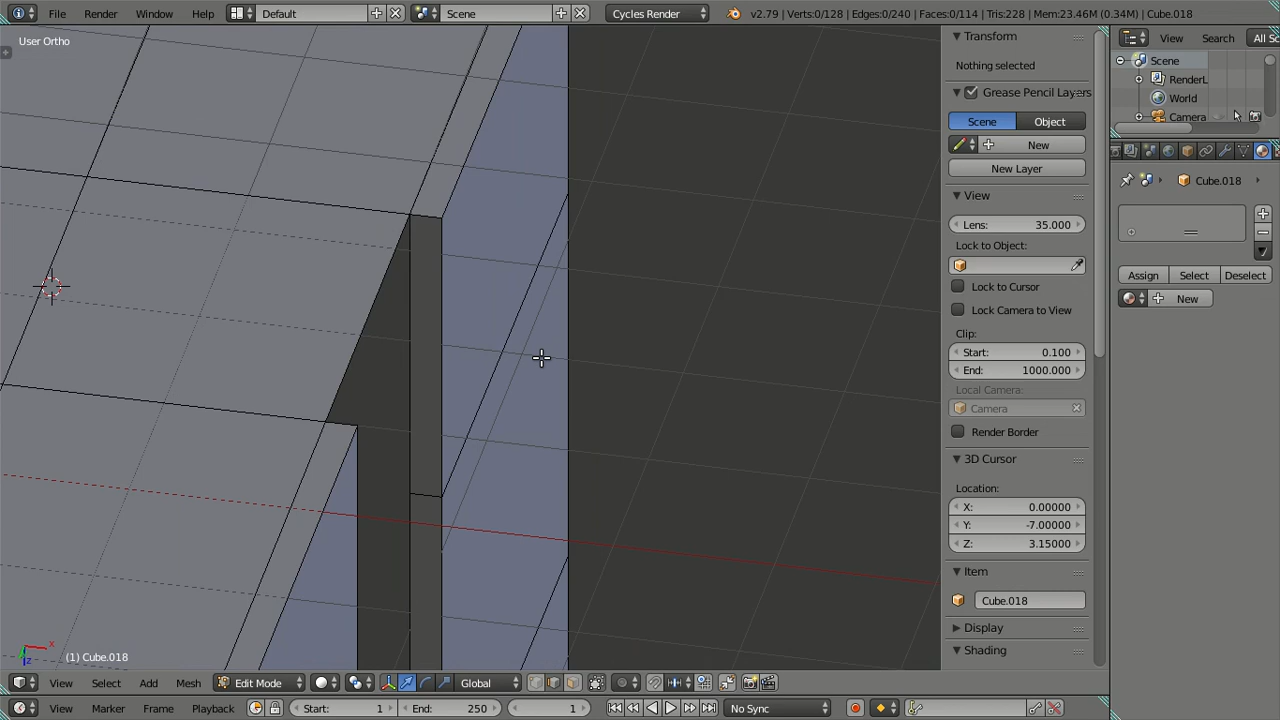 File Render Window Help Default Scene Cycles Render v2.79 | Verts:0/128 | Edges:0/240 | Faces:0/114 | Tris:228 | Mem:23.46M (0.34M) | Cube.018
User Ortho
Transform
Nothing selected
Grease Pencil Layers
Scene Object
New
New Layer
View
Lens: 35.000
Lock to Object:
Lock to Cursor
Lock Camera to View
Clip:
Start: 0.100
End: 1000.000
Local Camera:
Camera
Render Border
3D Cursor
Location:
X: 0.00000
Y: -7.00000
Z: 3.15000
Item
Cube.018
Display
Shading
View Search All Sc
Scene
RenderL
World
Camera
Cube.018
Assign Select Deselect
New
x
z
(1) Cube.018
View Select Add Mesh Edit Mode Global
View Marker Frame Playback Start: 1 End: 250 1 No Sync